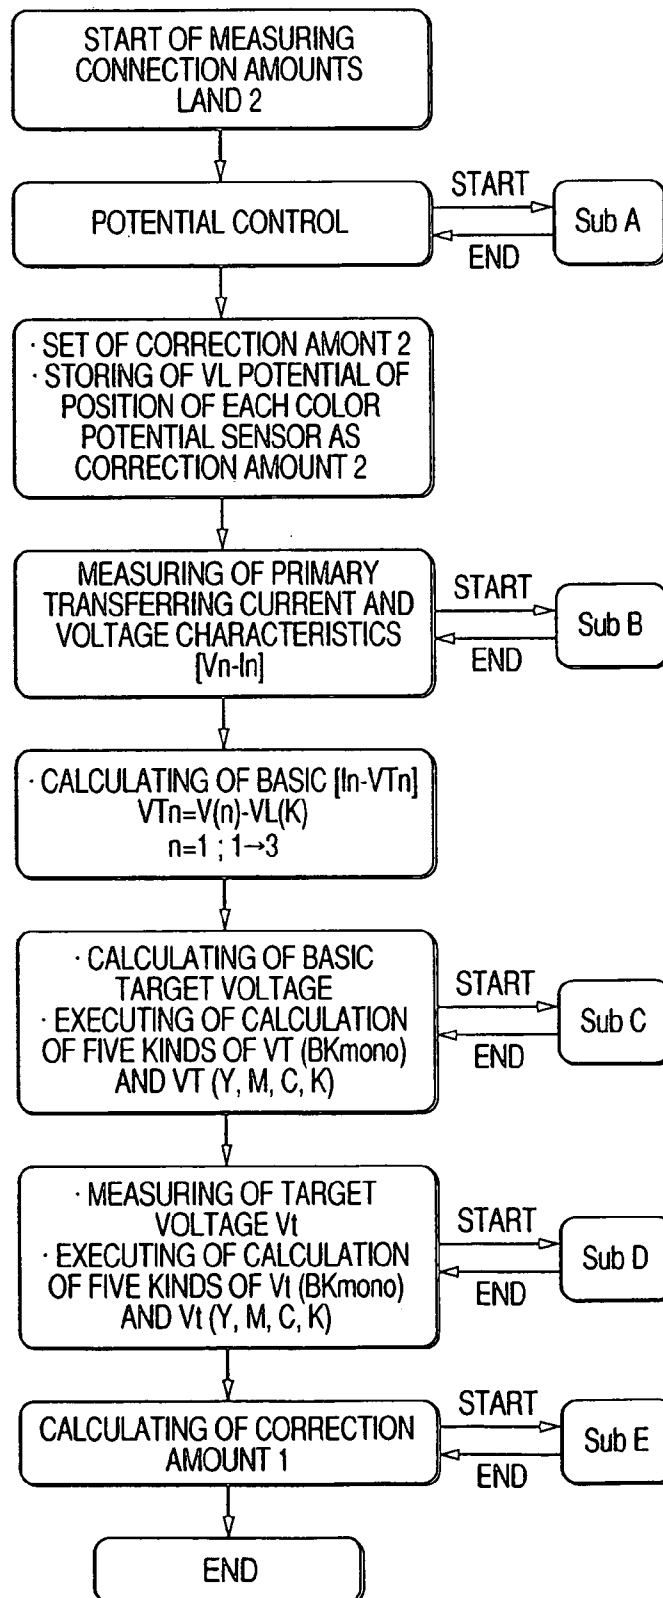 START OF MEASURING
CONNECTION AMOUNTS
LAND 2
POTENTIAL CONTROL
START
END
Sub A
· SET OF CORRECTION AMONT 2
· STORING OF VL POTENTIAL OF
POSITION OF EACH COLOR
POTENTIAL SENSOR AS
CORRECTION AMOUNT 2
MEASURING OF PRIMARY
TRANSFERRING CURRENT AND
VOLTAGE CHARACTERISTICS
[Vn-In]
START
END
Sub B
· CALCULATING OF BASIC [In-VTn]
VTn=V(n)-VL(K)
n=1 ; 1→3
· CALCULATING OF BASIC
TARGET VOLTAGE
· EXECUTING OF CALCULATION
OF FIVE KINDS OF VT (BKmono)
AND VT (Y, M, C, K)
START
END
Sub C
· MEASURING OF TARGET
VOLTAGE Vt
· EXECUTING OF CALCULATION
OF FIVE KINDS OF Vt (BKmono)
AND Vt (Y, M, C, K)
START
END
Sub D
CALCULATING OF CORRECTION
AMOUNT 1
START
END
Sub E
END